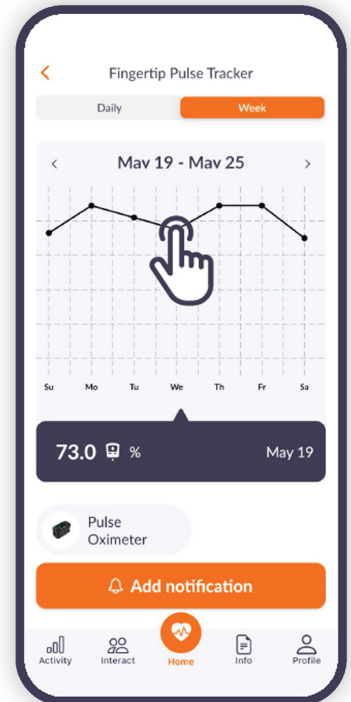 Fingertip Pulse Tracker
Daily Week
< May 19 - May 25 >
Su Mo Tu We Th Fr Sa
73.0 % May 19
Pulse
Oximeter
Add notification
Activity Interact Home Info Profile